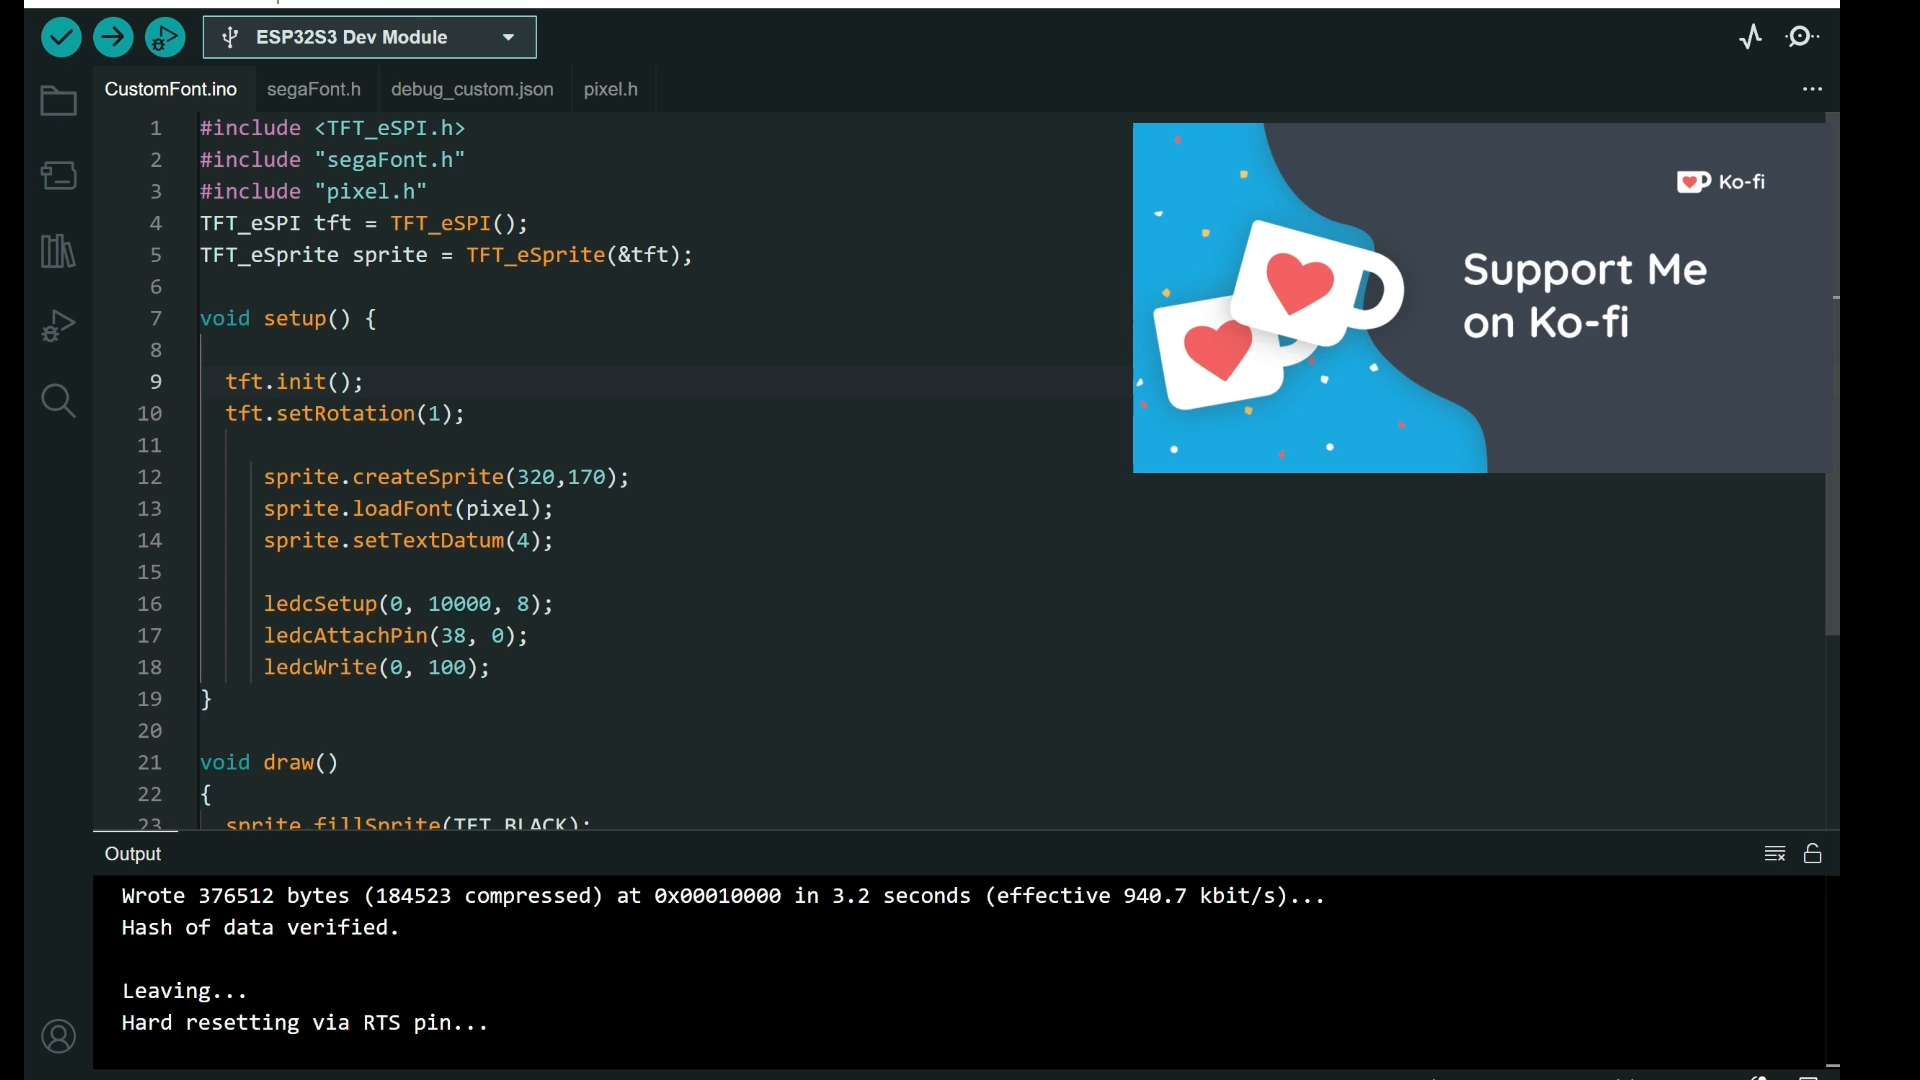 ESP32S3 Dev Module
CustomFont.ino segaFont.h debug_custom.json pixel.h
1 #include <TFT_eSPI.h>
2 #include "segaFont.h"
3 #include "pixel.h"
4 TFT_eSPI tft = TFT_eSPI();
5 TFT_eSprite sprite = TFT_eSprite(&tft);
6
7 void setup() {
8
9 tft.init();
10 tft.setRotation(1);
11
12 sprite.createSprite(320,170);
13 sprite.loadFont(pixel);
14 sprite.setTextDatum(4);
15
16 ledcSetup(0, 10000, 8);
17 ledcAttachPin(38, 0);
18 ledcWrite(0, 100);
19 }
20
21 void draw()
22 {
23 sprite.fillSprite(TFT_BLACK);
Ko-fi
Support Me
on Ko-fi
Output
Wrote 376512 bytes (184523 compressed) at 0x00010000 in 3.2 seconds (effective 940.7 kbit/s)...
Hash of data verified.
Leaving...
Hard resetting via RTS pin...